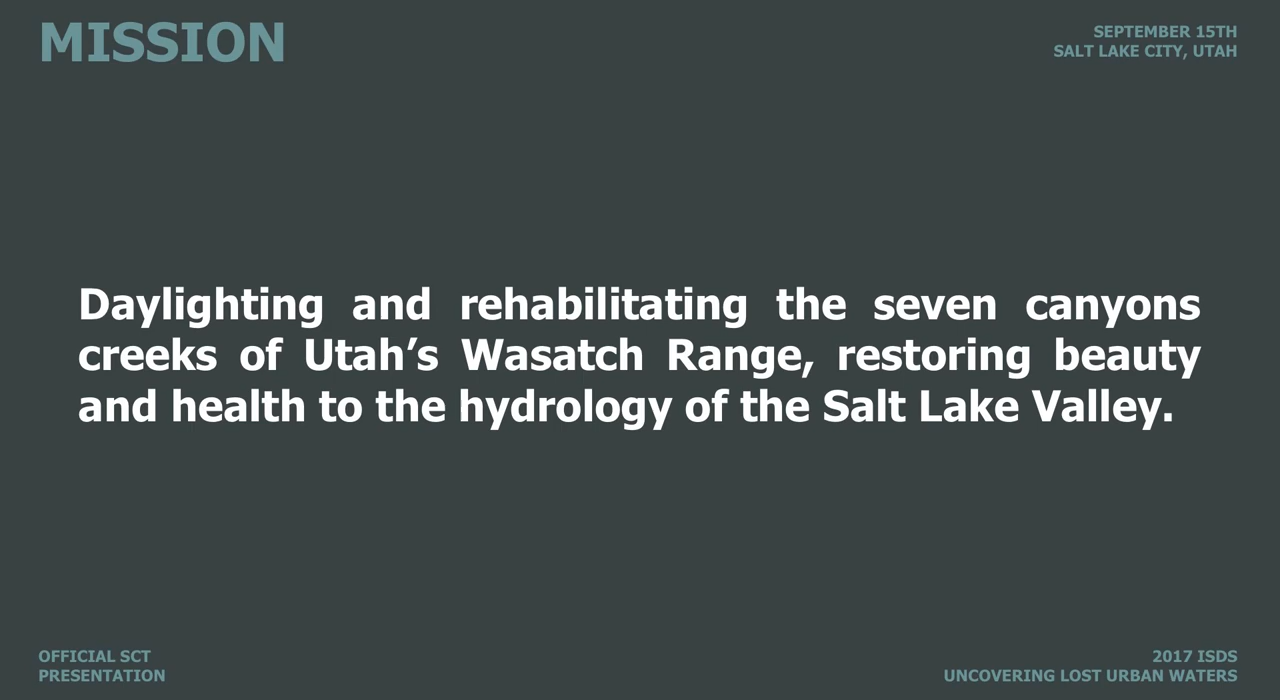 MISSION
SEPTEMBER 15TH
SALT LAKE CITY, UTAH
Daylighting and rehabilitating the seven canyons
creeks of Utah’s Wasatch Range, restoring beauty
and health to the hydrology of the Salt Lake Valley.
OFFICIAL SCT
PRESENTATION
2017 ISDS
UNCOVERING LOST URBAN WATERS